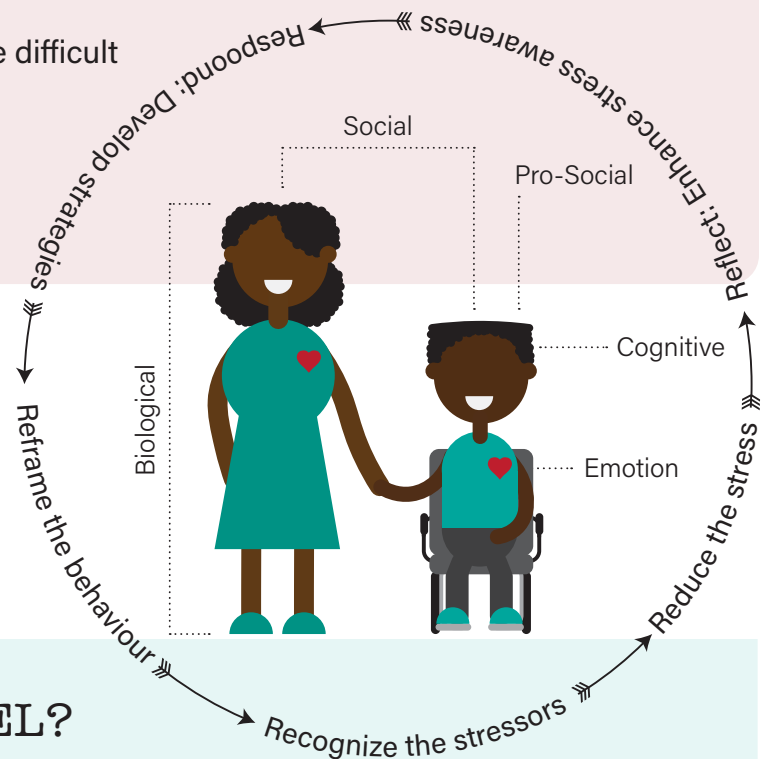 e difficult
Social
Pro-Social
Cognitive
Emotion
Biological
Reframe the behaviour
Recognize the stressors
Reduce the stress
Reflect: Enhance stress awareness
Respoond: Develop strategies
EL?